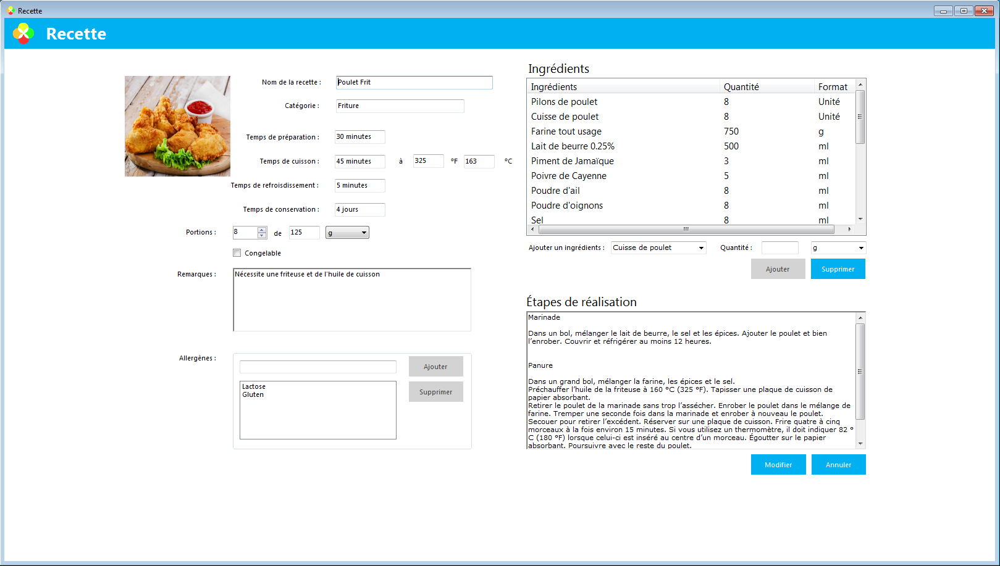 Recette
Recette
Nom de la recette :
Poulet Frit
Catégorie :
Friture
Temps de préparation :
30 minutes
Temps de cuisson :
45 minutes
à
325
°F
163
°C
Temps de refroisdissement :
5 minutes
Temps de conservation :
4 jours
Portions :
8
de
125
g
Congelable
Remarques :
Nécessite une friteuse et de l'huile de cuisson
Allergènes :
Ajouter
Lactose
Gluten
Supprimer
Ingrédients
Ingrédients Quantité Format
Pilons de poulet 8 Unité
Cuisse de poulet 8 Unité
Farine tout usage 750 g
Lait de beurre 0.25% 500 ml
Piment de Jamaïque 3 ml
Poivre de Cayenne 5 ml
Poudre d'ail 8 ml
Poudre d'oignons 8 ml
Sel 8 ml
Ajouter un ingrédients : Cuisse de poulet Quantité : g
Ajouter Supprimer
Étapes de réalisation
Marinade
Dans un bol, mélanger le lait de beurre, le sel et les épices. Ajouter le poulet et bien
l’enrober. Couvrir et réfrigérer au moins 12 heures.
Panure
Dans un grand bol, mélanger la farine, les épices et le sel.
Préchauffer l’huile de la friteuse à 160 °C (325 °F). Tapisser une plaque de cuisson de
papier absorbant.
Retirer le poulet de la marinade sans trop l’assécher. Enrober le poulet dans le mélange de
farine. Tremper une seconde fois dans la marinade et enrober à nouveau le poulet.
Secouer pour retirer l’excédent. Réserver sur une plaque de cuisson. Frire quatre à cinq
morceaux à la fois environ 15 minutes. Si vous utilisez un thermomètre, il doit indiquer 82 °
C (180 °F) lorsque celui-ci est inséré au centre d’un morceau. Égoutter sur le papier
absorbant. Poursuivre avec le reste du poulet.
Modifier Annuler